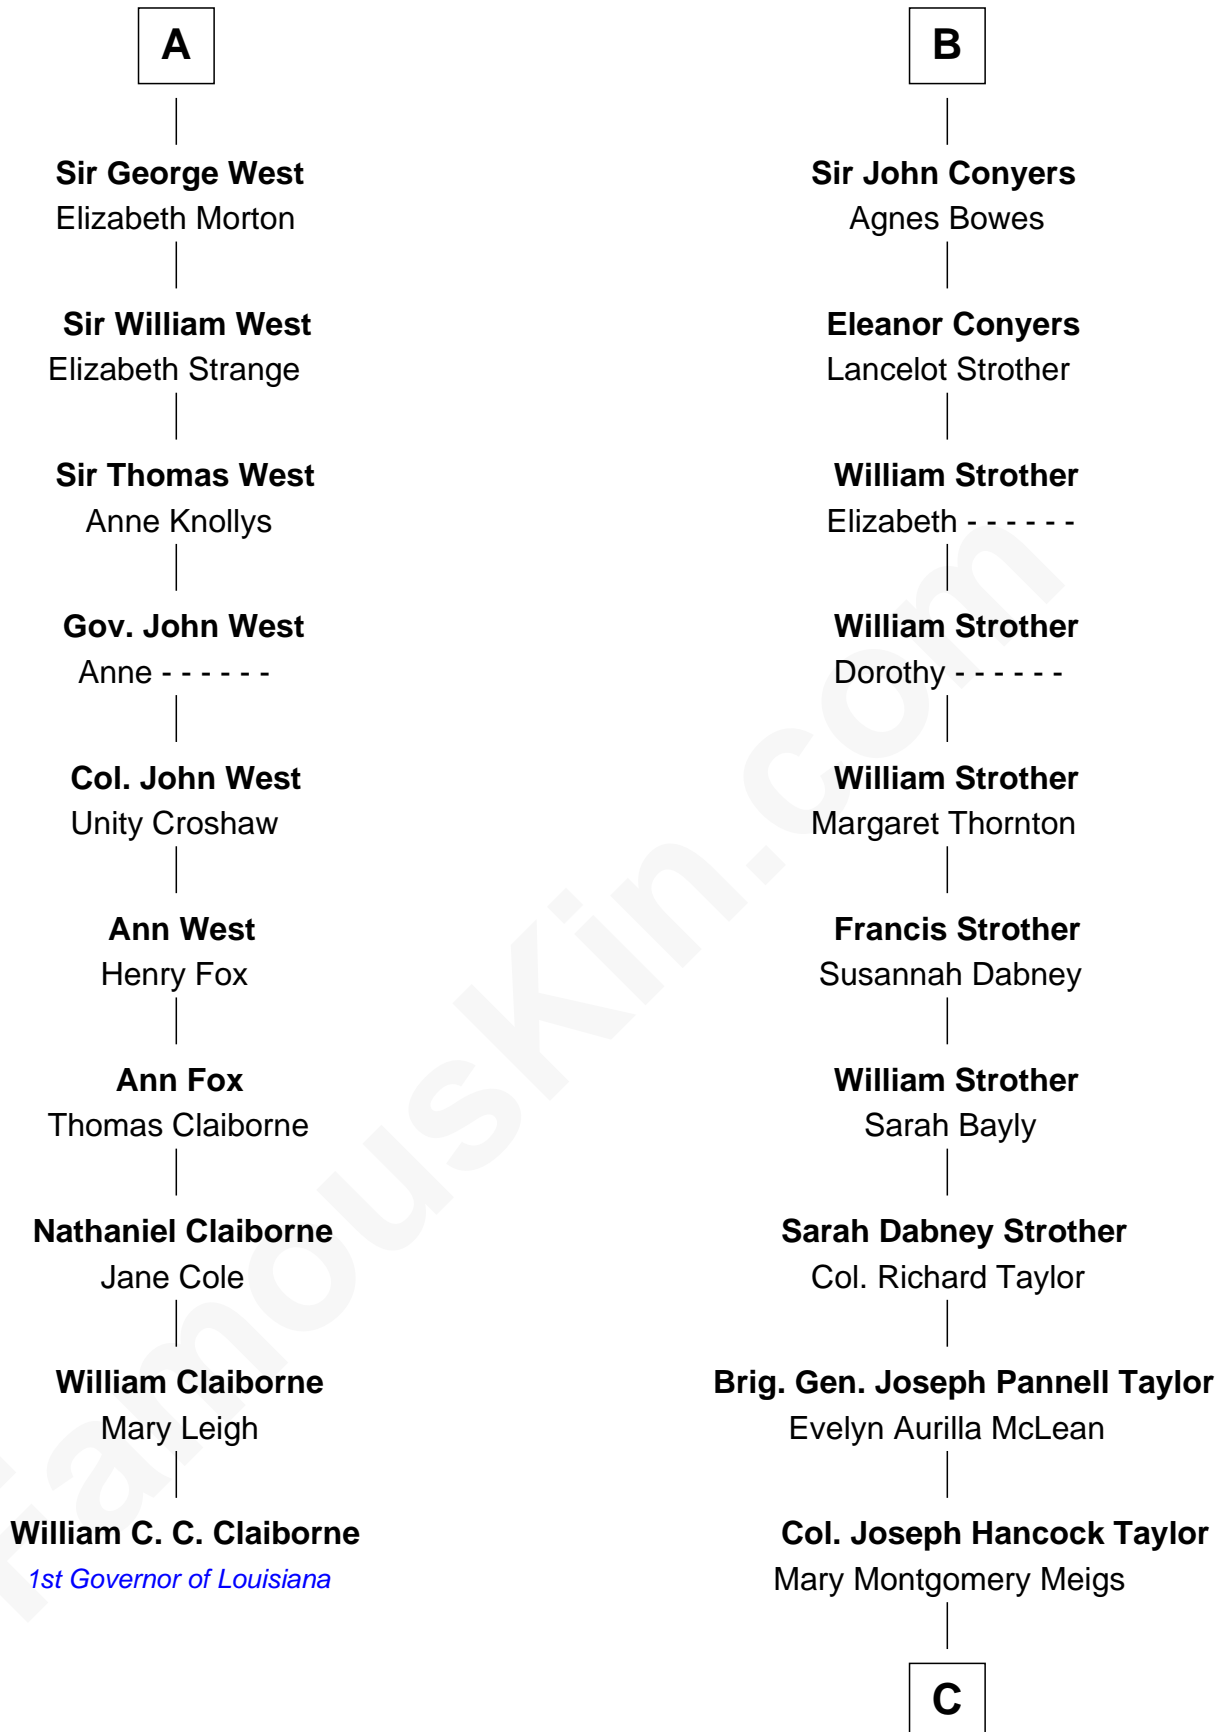 A
Sir George West
Elizabeth Morton
Sir William West
Elizabeth Strange
Sir Thomas West
Anne Knollys
Gov. John West
Anne - - - - - -
Col. John West
Unity Croshaw
Ann West
Henry Fox
Ann Fox
Thomas Claiborne
Nathaniel Claiborne
Jane Cole
William Claiborne
Mary Leigh
William C. C. Claiborne
1st Governor of Louisiana
B
Sir John Conyers
Agnes Bowes
Eleanor Conyers
Lancelot Strother
William Strother
Elizabeth - - - - - -
William Strother
Dorothy - - - - - -
William Strother
Margaret Thornton
Francis Strother
Susannah Dabney
William Strother
Sarah Bayly
Sarah Dabney Strother
Col. Richard Taylor
Brig. Gen. Joseph Pannell Taylor
Evelyn Aurilla McLean
Col. Joseph Hancock Taylor
Mary Montgomery Meigs
C
famousKin.com